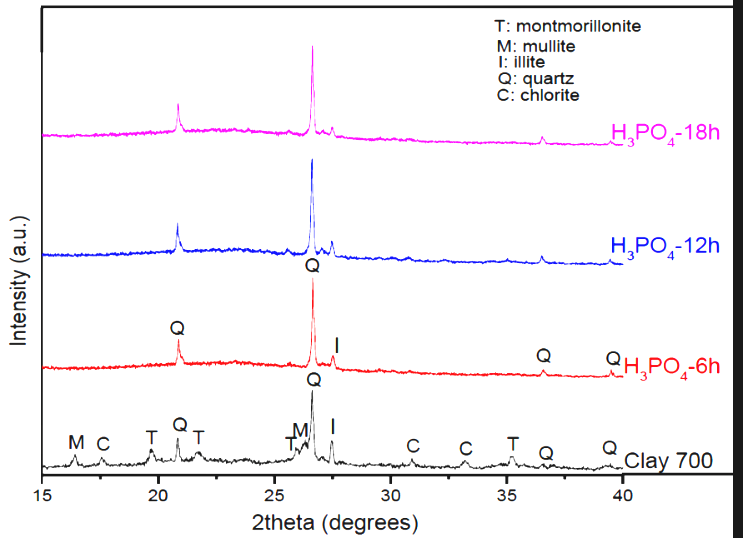 T: montmorillonite
M: mullite
I: illite
Q: quartz
C: chlorite
H₃PO₄-18h
H₃PO₄-12h
Q
Q I Q Q H₃PO₄-6h
Q
M C T Q T T M I C C T Q Q Clay 700
15 20 25 30 35 40
2theta (degrees)
Intensity (a.u.)